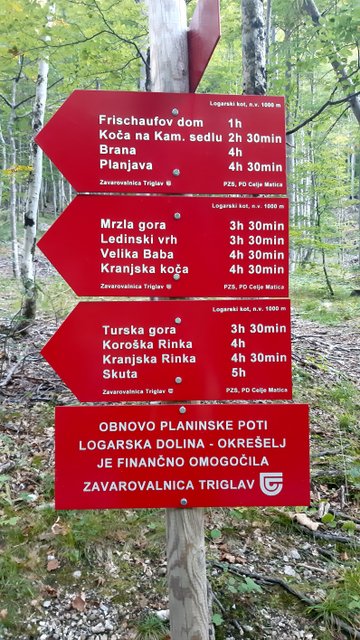 Logarski kot, n.v. 1000 m
Frischaufov dom 1h
Koča na Kam. sedlu 2h 30min
Brana 4h
Planjava 4h 30min
Zavarovalnica Triglav PZS, PD Celje Matica
Logarski kot, n.v. 1000 m
Mrzla gora 3h 30min
Ledinski vrh 3h 30min
Velika Baba 4h 30min
Kranjska koča 4h 30min
Zavarovalnica Triglav PZS, PD Celje Matica
Logarski kot, n.v. 1000 m
Turska gora 3h 30min
Koroška Rinka 4h
Kranjska Rinka 4h 30min
Skuta 5h
Zavarovalnica Triglav PZS, PD Celje Matica
OBNOVO PLANINSKE POTI
LOGARSKA DOLINA - OKREŠELJ
JE FINANČNO OMOGOČILA
ZAVAROVALNICA TRIGLAV